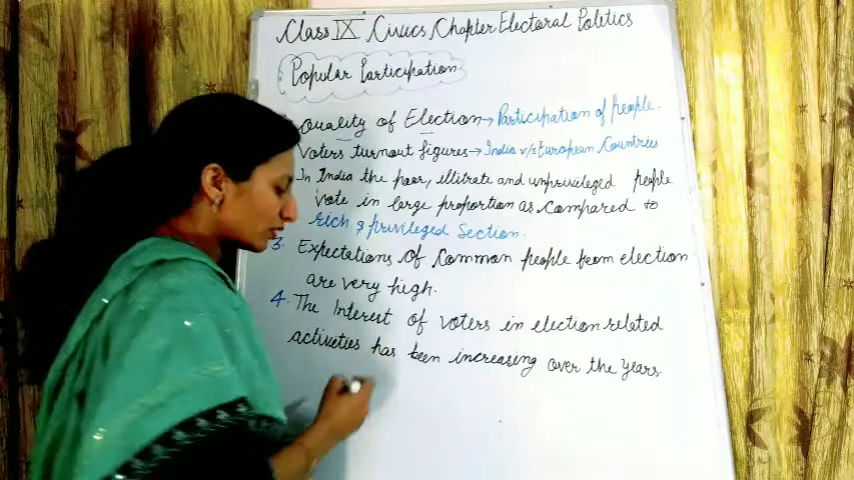 Class IX Civics Chapter Electoral Politics
Popular Participation
Quality of Election → Participation of people.
Voters turnout figures → India v/s European Countries
In India the poor, illitrate and unprivileged people
vote in large proportion as compared to
rich & privileged Section.
3. Expectations of Common people from election
are very high.
4. The Interest of voters in election related
activities has been increasing over the years.